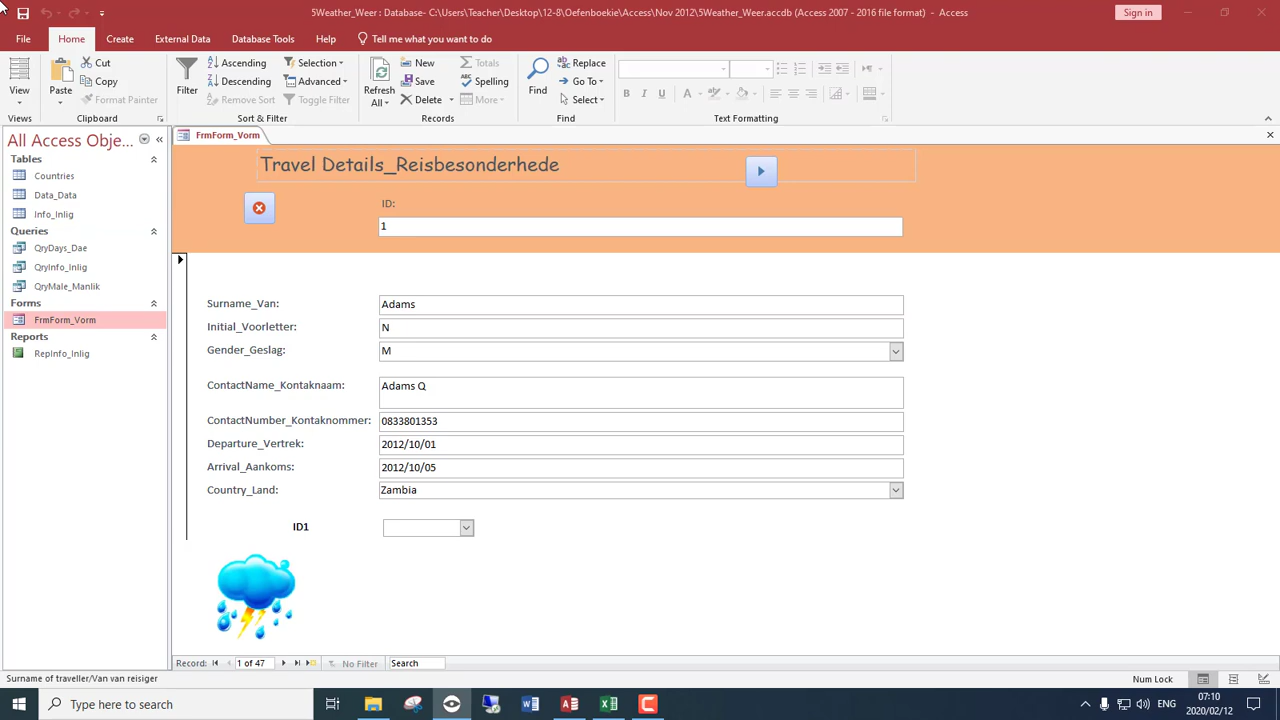 5Weather_Weer : Database- C:\Users\Teacher\Desktop\12-8\Oefenboekie\Access\Nov 2012\5Weather_Weer.accdb (Access 2007 - 2016 file format) - Access
Sign in
File Home Create External Data Database Tools Help Tell me what you want to do
View
Views
Paste
Cut
Copy
Format Painter
Clipboard
Filter
Ascending
Descending
Remove Sort
Selection
Advanced
Toggle Filter
Sort & Filter
Refresh
All
New
Save
Delete
Totals
Spelling
More
Records
Find
Replace
Go To
Select
Find
B I U A
Text Formatting
All Access Obje...
Tables
Countries
Data_Data
Info_Inlig
Queries
QryDays_Dae
QryInfo_Inlig
QryMale_Manlik
Forms
FrmForm_Vorm
Reports
RepInfo_Inlig
FrmForm_Vorm
Travel Details_Reisbesonderhede
ID:
1
Surname_Van: Adams
Initial_Voorletter: N
Gender_Geslag: M
ContactName_Kontaknaam: Adams Q
ContactNumber_Kontaknommer: 0833801353
Departure_Vertrek: 2012/10/01
Arrival_Aankoms: 2012/10/05
Country_Land: Zambia
ID1
Record: 1 of 47 No Filter Search
Surname of traveller/Van van reisiger
Num Lock
Type here to search
ENG
07:10
2020/02/12